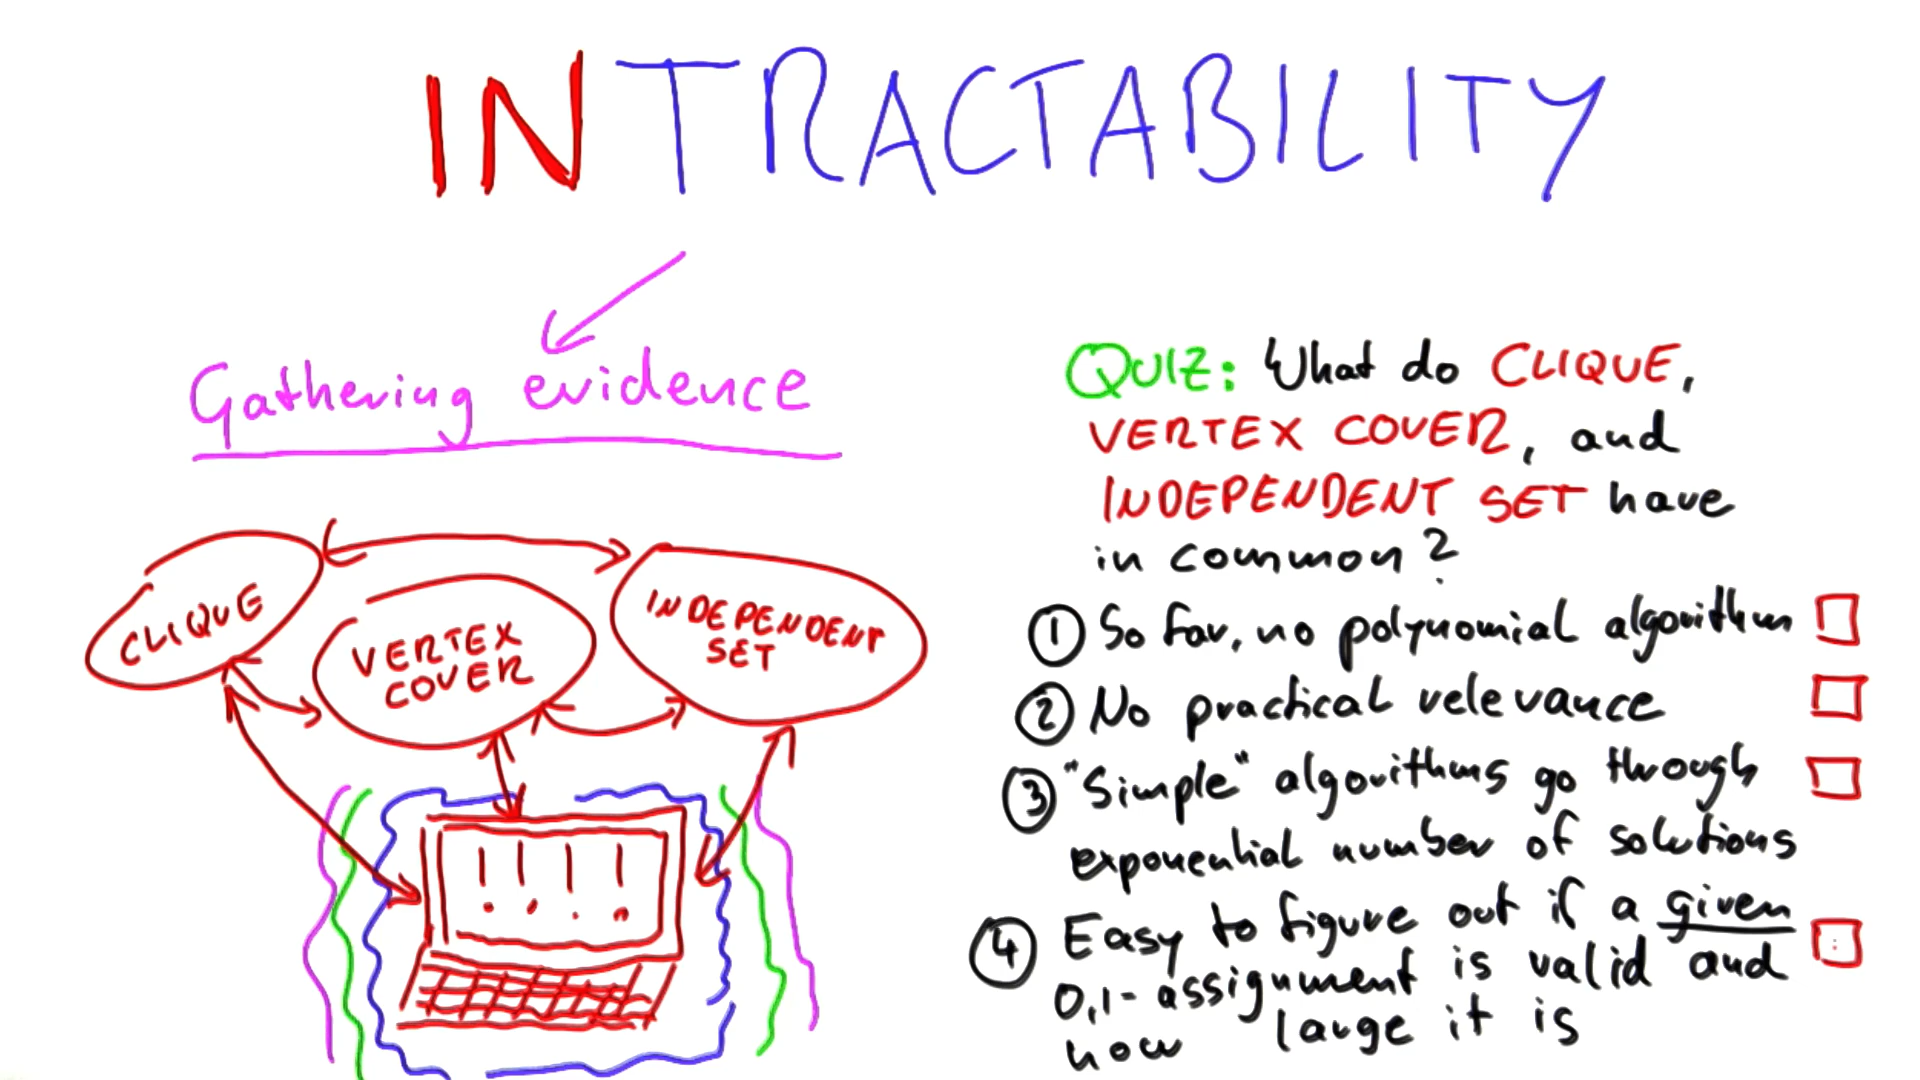 INTRACTABILITY
Gathering evidence
CLIQUE
VERTEX
COVER
INDEPENDENT
SET
! ! ! !
QUIZ: What do CLIQUE,
VERTEX COVER, and
INDEPENDENT SET have
in common?
1 So far, no polynomial algorithm
2 No practical relevance
3 "Simple" algorithms go through
exponential number of solutions
4 Easy to figure out if a given
0,1-assignment is valid and
how large it is